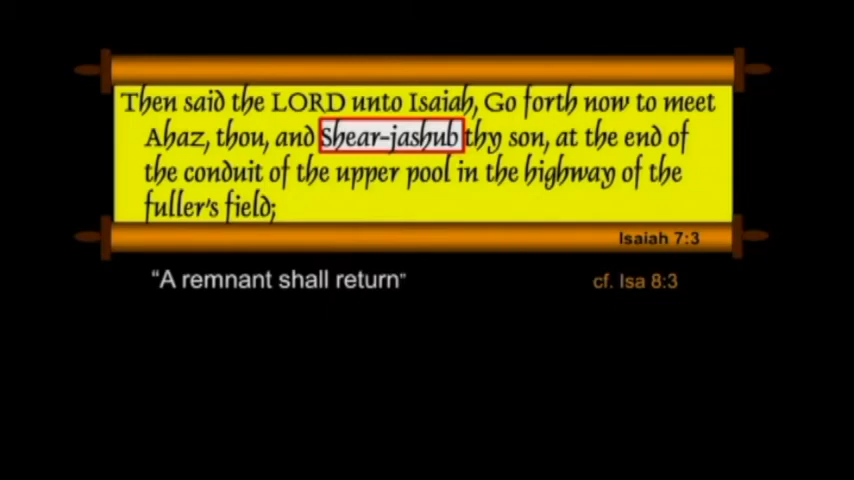 Then said the LORD unto Isaiah, Go forth now to meet
Ahaz, thou, and Shear-jashub thy son, at the end of
the conduit of the upper pool in the highway of the
fuller's field;
Isaiah 7:3
“A remnant shall return” cf. Isa 8:3